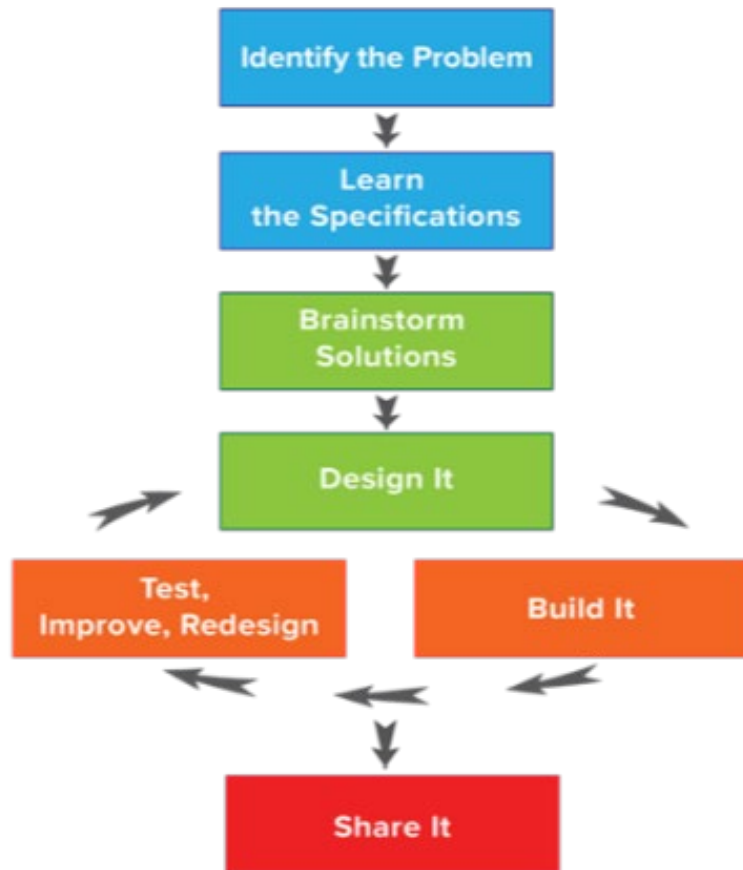 Identify the Problem
Learn
the Specifications
Brainstorm
Solutions
Design It
Test,
Improve, Redesign
Build It
Share It